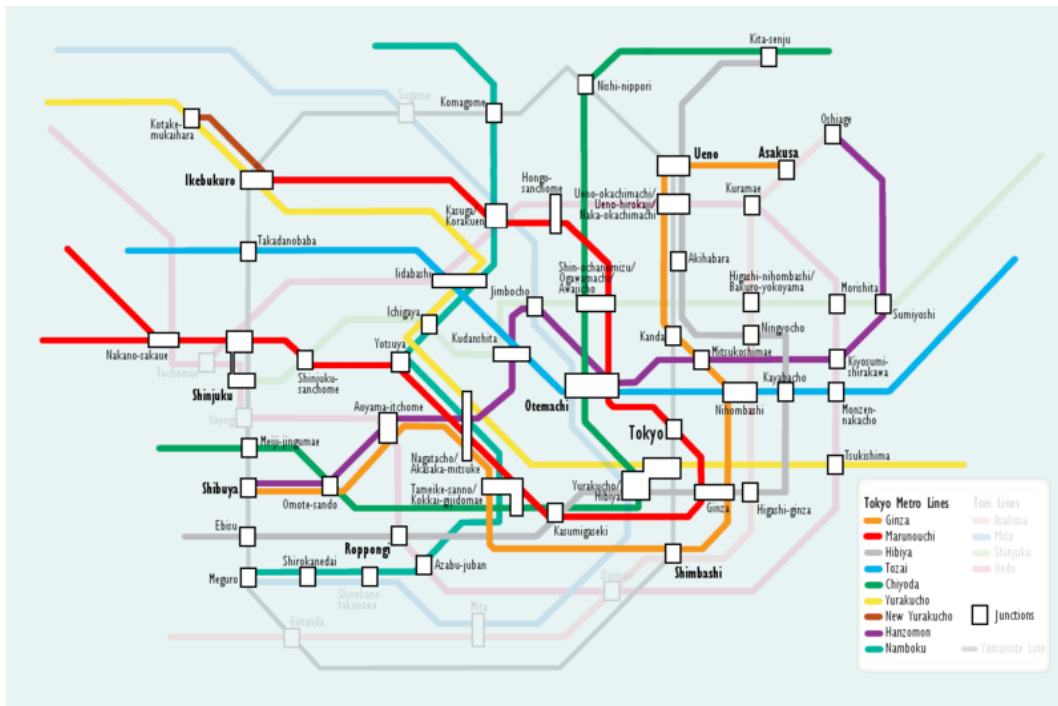 Kita-senju
Nishi-nippori
Sugamo
Komagome
Kotake-
mukaihara
Oshiage
Ueno
Asakusa
Ikebukuro
Hongo-
sanchome
Kasuga/
Korakuen
Ueno-okachimachi/
Ueno-hirokaji/
Naka-okachimachi
Kuramae
Takadanobaba
Iidabashi
Shin-ochanomizu/
Ogawamachi/
Awajicho
Akihabara
Higashi-nihombashi/
Bakuro-yokoyama
Morishita
Sumiyoshi
Jimbocho
Ichigaya
Kudanshita
Kanda
Ningyocho
Mitsukoshimae
Kiyosumi-
shirakawa
Nakano-sakaue
Tochomae
Shinjuku
Shinjuku-
sanchome
Yotsuya
Otemachi
Kayabacho
Nihombashi
Monzen-
nakacho
Yoyogi
Aoyama-itchome
Tokyo
Meiji-jingumae
Nagatacho/
Akasaka-mitsuke
Tsukishima
Shibuya
Omote-sando
Tameike-sanno/
Kokkai-gjidomae
Yurakucho/
Hibiya
Ginza
Higashi-ginza
Kasumigaseki
Ebisu
Roppongi
Shimbashi
Meguro
Shirokanedai
Shirokane-
takanawa
Azabu-juban
Daimon
Mita
Gotanda
Tokyo Metro Lines
Ginza
Marunouchi
Hibiya
Tozai
Chiyoda
Yurakucho
New Yurakucho
Hanzomon
Namboku
Toei Lines
Asakusa
Mita
Shinjuku
Oedo
Junctions
Yamanote Line